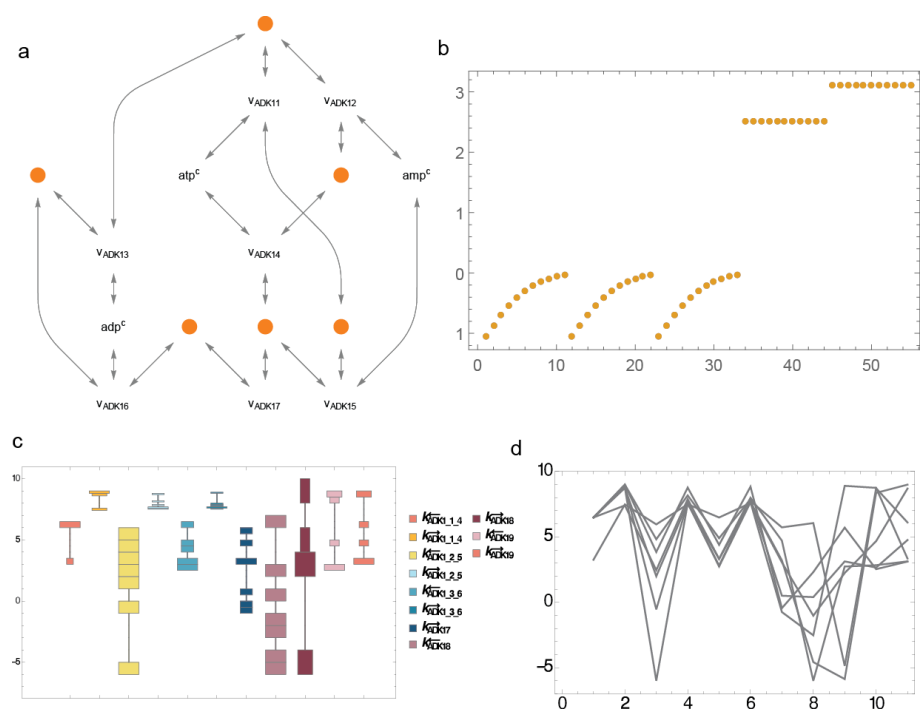 a
v_ADK11
v_ADK12
atp^c
amp^c
v_ADK13
v_ADK14
adp^c
v_ADK16
v_ADK17
v_ADK15
b
3
2
1
0
1
0
10
20
30
40
50
c
10
5
0
-5
k_ADK1_1_4
k_ADK1_1_4
k_ADK1_2_5
k_ADK1_2_5
k_ADK1_3_6
k_ADK1_3_6
k_ADK17
k_ADK18
k_ADK18
k_ADK19
k_ADK19
d
10
5
0
-5
0
2
4
6
8
10